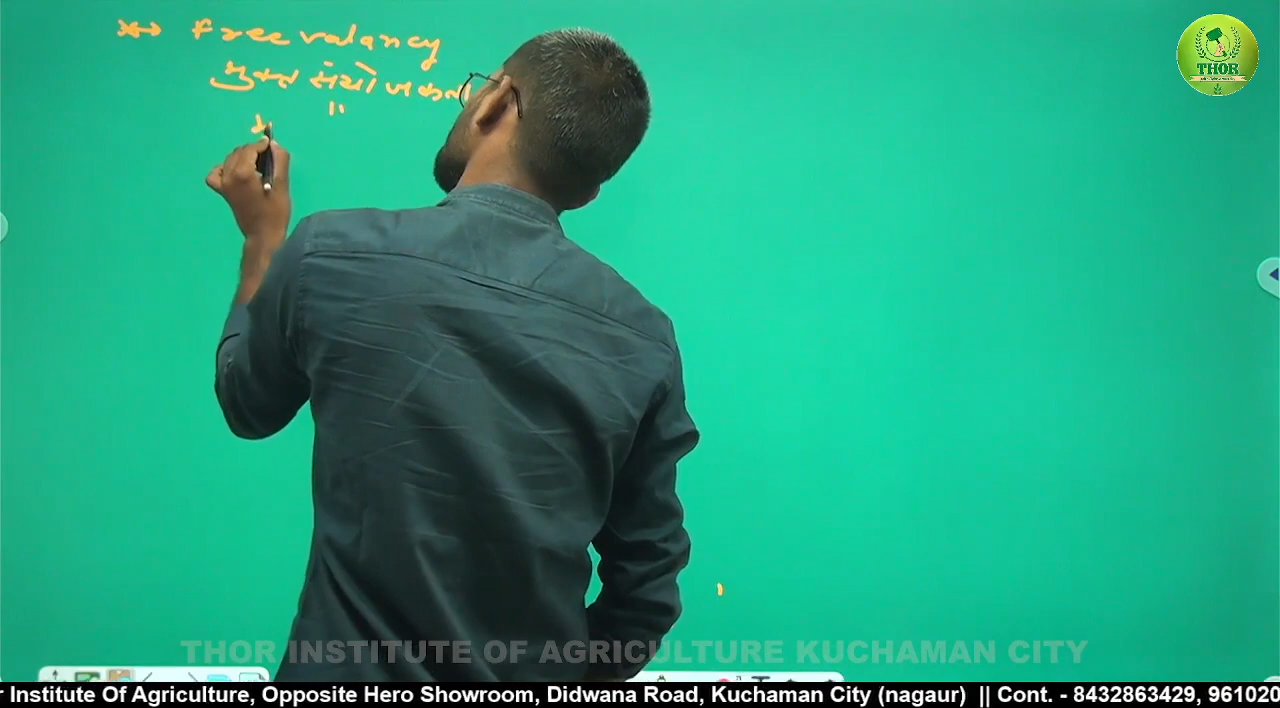 Free valancy
मुक्त संयोजकता
"
THOR
THOR INSTITUTE OF AGRICULTURE KUCHAMAN CITY
r Institute Of Agriculture, Opposite Hero Showroom, Didwana Road, Kuchaman City (nagaur) || Cont. - 8432863429, 961020